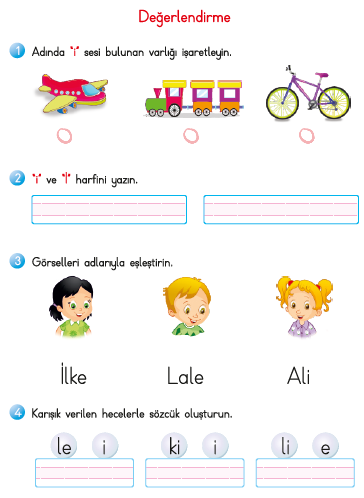 Değerlendirme
1 Adında "i" sesi bulunan varlığı işaretleyin.
2 "i" ve "İ" harfini yazın.
3 Görselleri adlarıyla eşleştirin.
İlke Lale Ali
4 Karışık verilen hecelerle sözcük oluşturun.
le i ki i li e